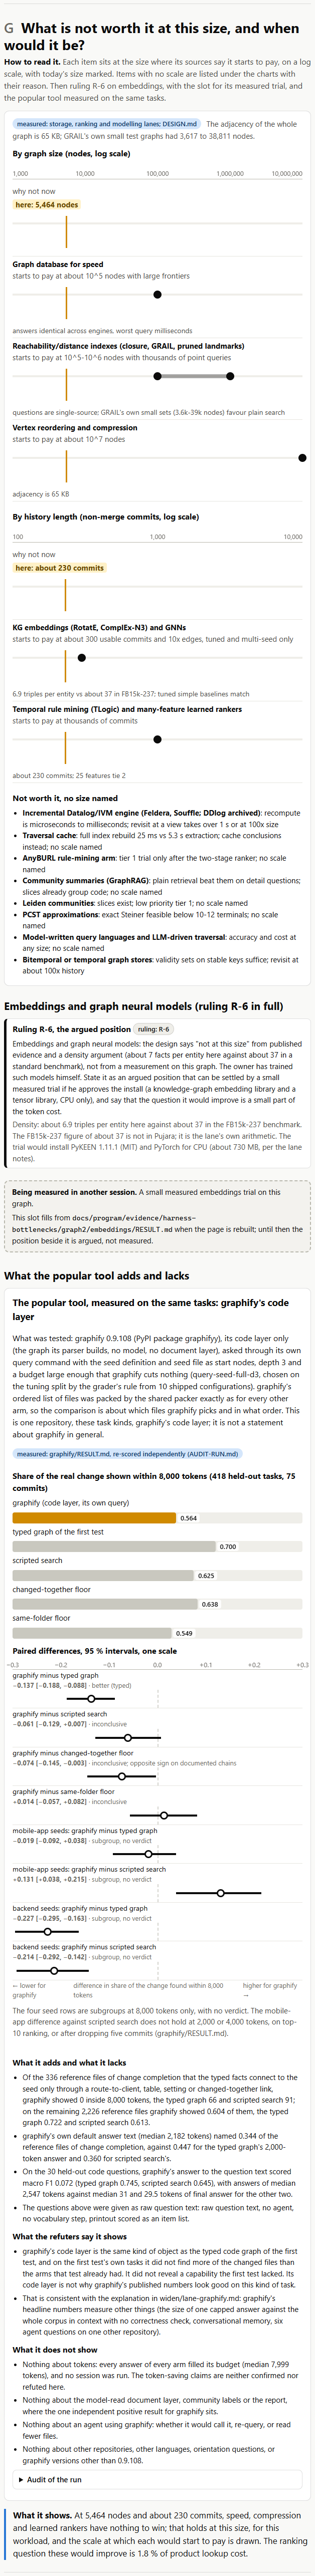 G What is not worth it at this size, and when
would it be?
How to read it. Each item sits at the size where its sources say it starts to pay, on a log
scale, with today's size marked. Items with no scale are listed under the charts with
their reason. Then ruling R-6 on embeddings, with the slot for its measured trial, and
the popular tool measured on the same tasks.
measured: storage, ranking and modelling lanes; DESIGN.md The adjacency of the whole
graph is 65 KB; GRAIL's own small test graphs had 3,617 to 38,811 nodes.
By graph size (nodes, log scale)
1,000 10,000 100,000 1,000,000 10,000,000
why not now
here: 5,464 nodes
Graph database for speed
starts to pay at about 10^5 nodes with large frontiers
answers identical across engines, worst query milliseconds
Reachability/distance indexes (closure, GRAIL, pruned landmarks)
starts to pay at 10^5-10^6 nodes with thousands of point queries
questions are single-source; GRAIL's own small sets (3.6k-39k nodes) favour plain search
Vertex reordering and compression
starts to pay at about 10^7 nodes
adjacency is 65 KB
By history length (non-merge commits, log scale)
100 1,000 10,000
why not now
here: about 230 commits
KG embeddings (RotatE, ComplEx-N3) and GNNs
starts to pay at about 300 usable commits and 10x edges, tuned and multi-seed only
6.9 triples per entity vs about 37 in FB15k-237; tuned simple baselines match
Temporal rule mining (TLogic) and many-feature learned rankers
starts to pay at thousands of commits
about 230 commits; 25 features tie 2
Not worth it, no size named
• Incremental Datalog/IVM engine (Feldera, Souffle; DDlog archived): recompute
is microseconds to milliseconds; revisit at a view takes over 1 s or at 100x size
• Traversal cache: full index rebuild 25 ms vs 5.3 s extraction; cache conclusions
instead; no scale named
• AnyBURL rule-mining arm: tier 1 trial only after the two-stage ranker; no scale
named
• Community summaries (GraphRAG): plain retrieval beat them on detail questions;
slices already group code; no scale named
• Leiden communities: slices exist; low priority tier 1; no scale named
• PCST approximations: exact Steiner feasible below 10-12 terminals; no scale
named
• Model-written query languages and LLM-driven traversal: accuracy and cost at
any size; no scale named
• Bitemporal or temporal graph stores: validity sets on stable keys suffice; revisit at
about 100x history
Embeddings and graph neural models (ruling R-6 in full)
Ruling R-6, the argued position ruling: R-6
Embeddings and graph neural models: the design says "not at this size" from published
evidence and a density argument (about 7 facts per entity here against about 37 in a
standard benchmark), not from a measurement on this graph. The owner has trained
such models himself. State it as an argued position that can be settled by a small
measured trial if he approves the install (a knowledge-graph embedding library and a
tensor library, CPU only), and say that the question it would improve is a small part of
the token cost.
Density: about 6.9 triples per entity here against about 37 in the FB15k-237 benchmark.
The FB15k-237 figure of about 37 is not in Pujara; it is the lane's own arithmetic. The
trial would install PyKEEN 1.11.1 (MIT) and PyTorch for CPU (about 730 MB, per the lane
notes).
Being measured in another session. A small measured embeddings trial on this
graph.
This slot fills from docs/program/evidence/harness-
bottlenecks/graph2/embeddings/RESULT.md when the page is rebuilt; until then the
position beside it is argued, not measured.
What the popular tool adds and lacks
The popular tool, measured on the same tasks: graphify's code
layer
What was tested: graphify 0.9.108 (PyPI package graphifyy), its code layer only
(the graph its parser builds, no model, no document layer), asked through its own
query command with the seed definition and seed file as start nodes, depth 3 and
a budget large enough that graphify cuts nothing (query-seed-full-d3, chosen on
the tuning split by the grader's rule from 10 shipped configurations). graphify's
ordered list of files was packed by the shared packer exactly as for every other
arm, so the comparison is about which files graphify picks and in what order. This
is one repository, these task kinds, graphify's code layer; it is not a statement
about graphify in general.
measured: graphify/RESULT.md, re-scored independently (AUDIT-RUN.md)
Share of the real change shown within 8,000 tokens (418 held-out tasks, 75
commits)
graphify (code layer, its own query)
0.564
typed graph of the first test
0.700
scripted search
0.625
changed-together floor
0.638
same-folder floor
0.549
Paired differences, 95 % intervals, one scale
−0.3 −0.2 −0.1 0.0 +0.1 +0.2 +0.3
graphify minus typed graph
−0.137 [−0.188, −0.088] · better (typed)
graphify minus scripted search
−0.061 [−0.129, +0.007] · inconclusive
graphify minus changed-together floor
−0.074 [−0.145, −0.003] · inconclusive; opposite sign on documented chains
graphify minus same-folder floor
+0.014 [−0.057, +0.082] · inconclusive
mobile-app seeds: graphify minus typed graph
−0.019 [−0.092, +0.038] · subgroup, no verdict
mobile-app seeds: graphify minus scripted search
+0.131 [+0.038, +0.215] · subgroup, no verdict
backend seeds: graphify minus typed graph
−0.227 [−0.295, −0.163] · subgroup, no verdict
backend seeds: graphify minus scripted search
−0.214 [−0.292, −0.142] · subgroup, no verdict
← lower for graphify difference in share of the change found within 8,000 tokens higher for graphify →
The four seed rows are subgroups at 8,000 tokens only, with no verdict. The mobile-
app difference against scripted search does not hold at 2,000 or 4,000 tokens, on top-
10 ranking, or after dropping five commits (graphify/RESULT.md).
What it adds and what it lacks
• Of the 336 reference files of change completion that the typed facts connect to the
seed only through a route-to-client, table, setting or changed-together link,
graphify showed 0 inside 8,000 tokens, the typed graph 66 and scripted search 91;
on the remaining 2,226 reference files graphify showed 0.604 of them, the typed
graph 0.722 and scripted search 0.613.
• graphify's own default answer text (median 2,182 tokens) named 0.344 of the
reference files of change completion, against 0.447 for the typed graph's 2,000-
token answer and 0.360 for scripted search's.
• On the 30 held-out code questions, graphify's answer to the question text scored
macro F1 0.072 (typed graph 0.745, scripted search 0.645), with answers of median
2,547 tokens against median 31 and 29.5 tokens of final answer for the other two.
• The questions above were given as raw question text: raw question text, no agent,
no vocabulary step, printout scored as an item list.
What the refuters say it shows
• graphify's code layer is the same kind of object as the typed code graph of the first
test, and on the first test's own tasks it did not find more of the changed files than
the arms that test already had. It did not reveal a capability the first test lacked. Its
code layer is not why graphify's published numbers look good on this kind of task.
• That is consistent with the explanation in widen/lane-graphify.md: graphify's
headline numbers measure other things (the size of one capped answer against the
whole corpus in context with no correctness check, conversational memory, six
agent questions on one other repository).
What it does not show
• Nothing about tokens: every answer of every arm filled its budget (median 7,999
tokens), and no session was run. The token-saving claims are neither confirmed nor
refuted here.
• Nothing about the model-read document layer, community labels or the report,
where the one independent positive result for graphify sits.
• Nothing about an agent using graphify: whether it would call it, re-query, or read
fewer files.
• Nothing about other repositories, other languages, orientation questions, or
graphify versions other than 0.9.108.
▶ Audit of the run
What it shows. At 5,464 nodes and about 230 commits, speed, compression
and learned rankers have nothing to win; that holds at this size, for this
workload, and the scale at which each would start to pay is drawn. The ranking
question these would improve is 1.8 % of product lookup cost.